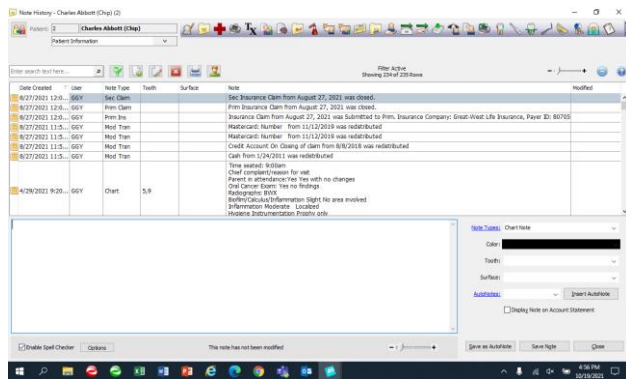 Note History - Charles Abbott (Chip) (2)
Patient: 2 Charles Abbott (Chip)
Patient Information
Enter search text here...
Filter Active
Showing 234 of 235 Rows
Date Created User Note Type Tooth Surface Note Modified
8/27/2021 12:0... GGY Sec Claim Sec Insurance Claim from August 27, 2021 was closed.
8/27/2021 12:0... GGY Prim Claim Prim Insurance Claim from August 27, 2021 was closed.
8/27/2021 12:0... GGY Prim Ins Insurance Claim from August 27, 2021 was Submitted to Prim. Insurance Company: Great-West Life Insurance, Payer ID: 80705
8/27/2021 11:5... GGY Mod Tran Mastercard: Number from 11/12/2019 was redistributed
8/27/2021 11:5... GGY Mod Tran Mastercard: Number from 11/12/2019 was redistributed
8/27/2021 11:5... GGY Mod Tran Credit Account On Closing of claim from 8/8/2018 was redistributed
8/27/2021 11:5... GGY Mod Tran Cash from 1/24/2011 was redistributed
Time seated: 9:00am
Chief complaint/reason for visit
Parent in attendance:Yes Yes with no changes
Oral Cancer Exam: Yes no findings
4/29/2021 9:20... GGY Chart 5,9 Radiographs: BWX
Biofilm/Calculus/Inflammation Slight No area involved
Inflammation Moderate Localized
Hygiene Instrumentation Prophy only
Note Types: Chart Note
Color:
Tooth:
Surface:
AutoNotes: Insert AutoNote
Display Note on Account Statement
Enable Spell Checker Options This note has not been modified Save as AutoNote Save Note Close
4:56 PM
10/19/2021